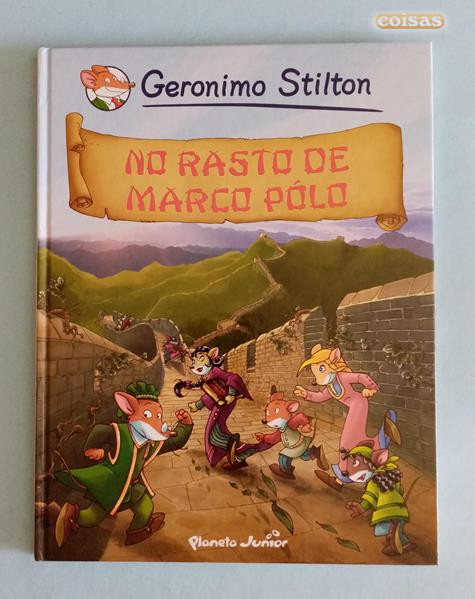 coisas
Geronimo Stilton
NO RASTO DE
MARCO PÓLO
Planeta Junior